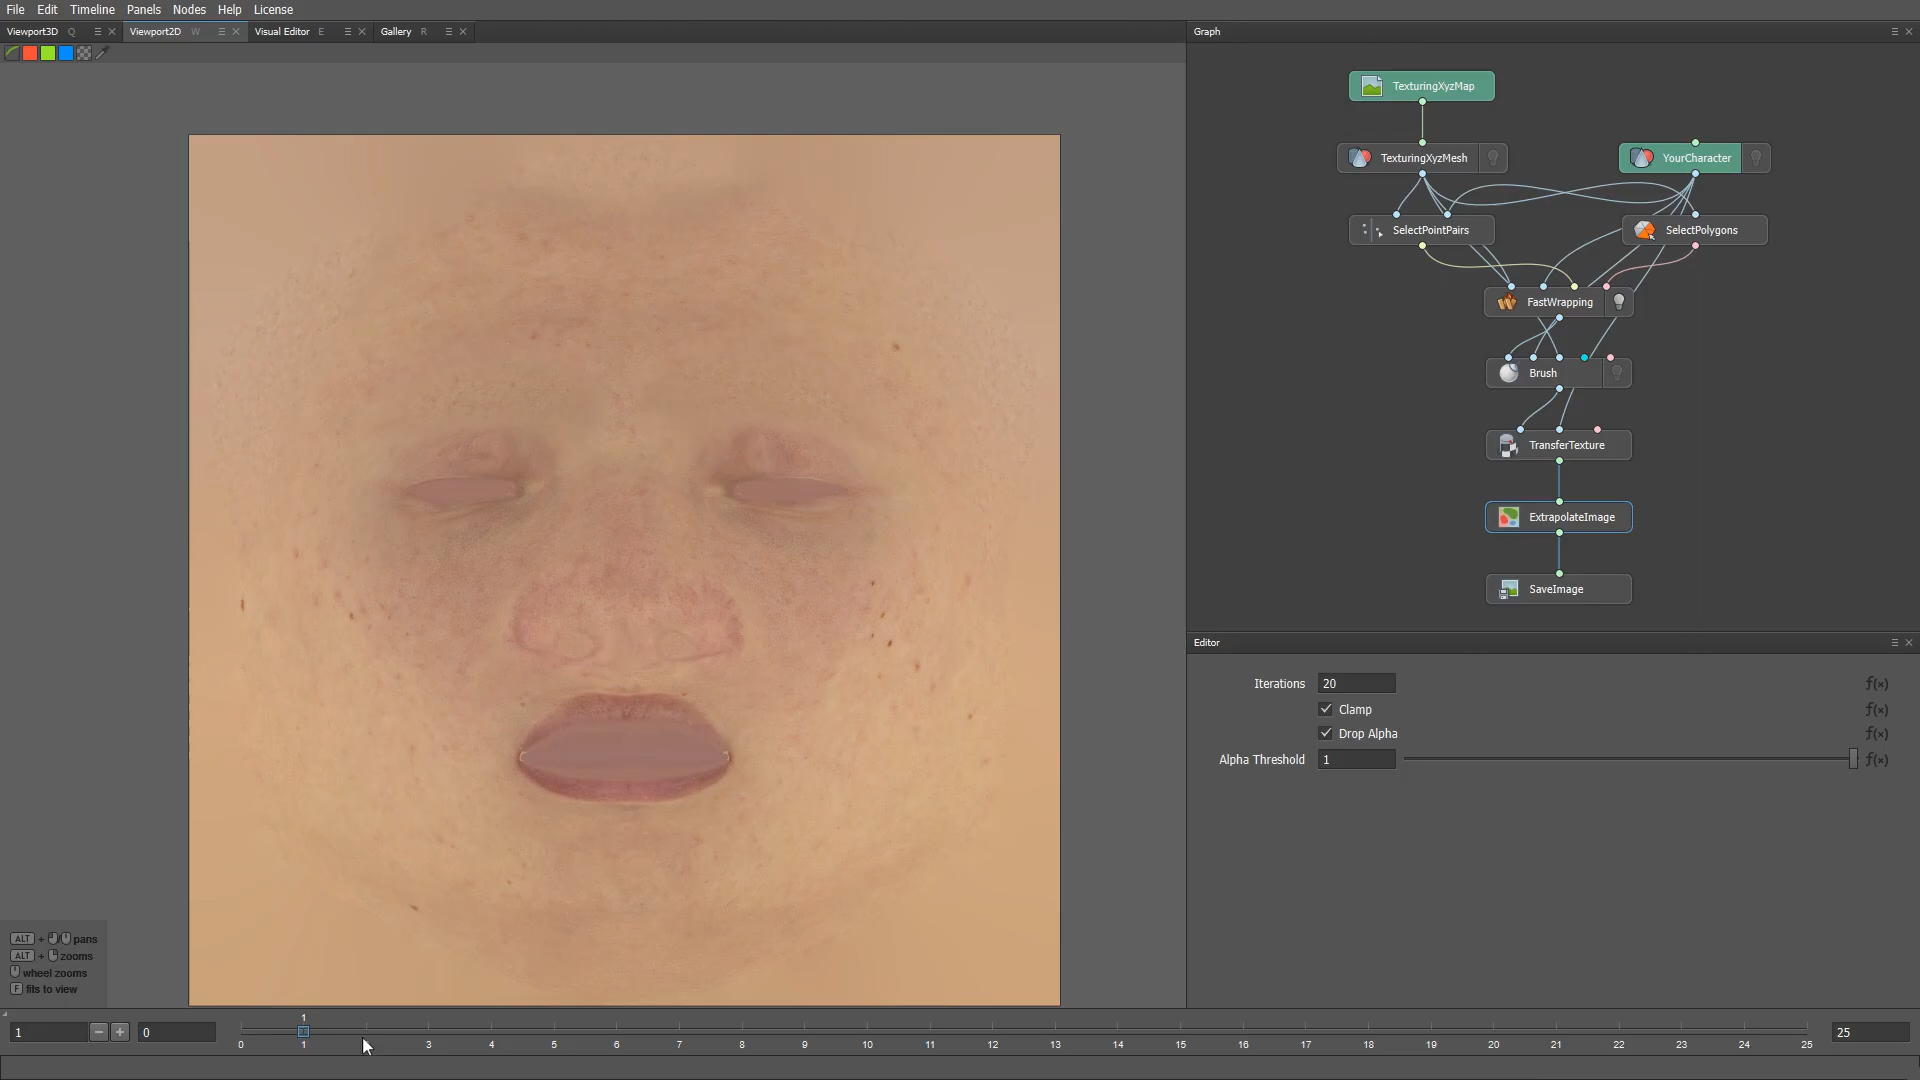 File Edit Timeline Panels Nodes Help License
Viewport3D Q Viewport2D W Visual Editor E Gallery R
Graph
TexturingXyzMap
TexturingXyzMesh YourCharacter
SelectPointPairs SelectPolygons
FastWrapping
Brush
TransferTexture
ExtrapolateImage
SaveImage
Editor
Iterations 20 f(x)
Clamp f(x)
Drop Alpha f(x)
Alpha Threshold 1 f(x)
ALT + / pans
ALT + zooms
wheel zooms
F fits to view
1
1 − + 0 25
0 1 3 4 5 6 7 8 9 10 11 12 13 14 15 16 17 18 19 20 21 22 23 24 25